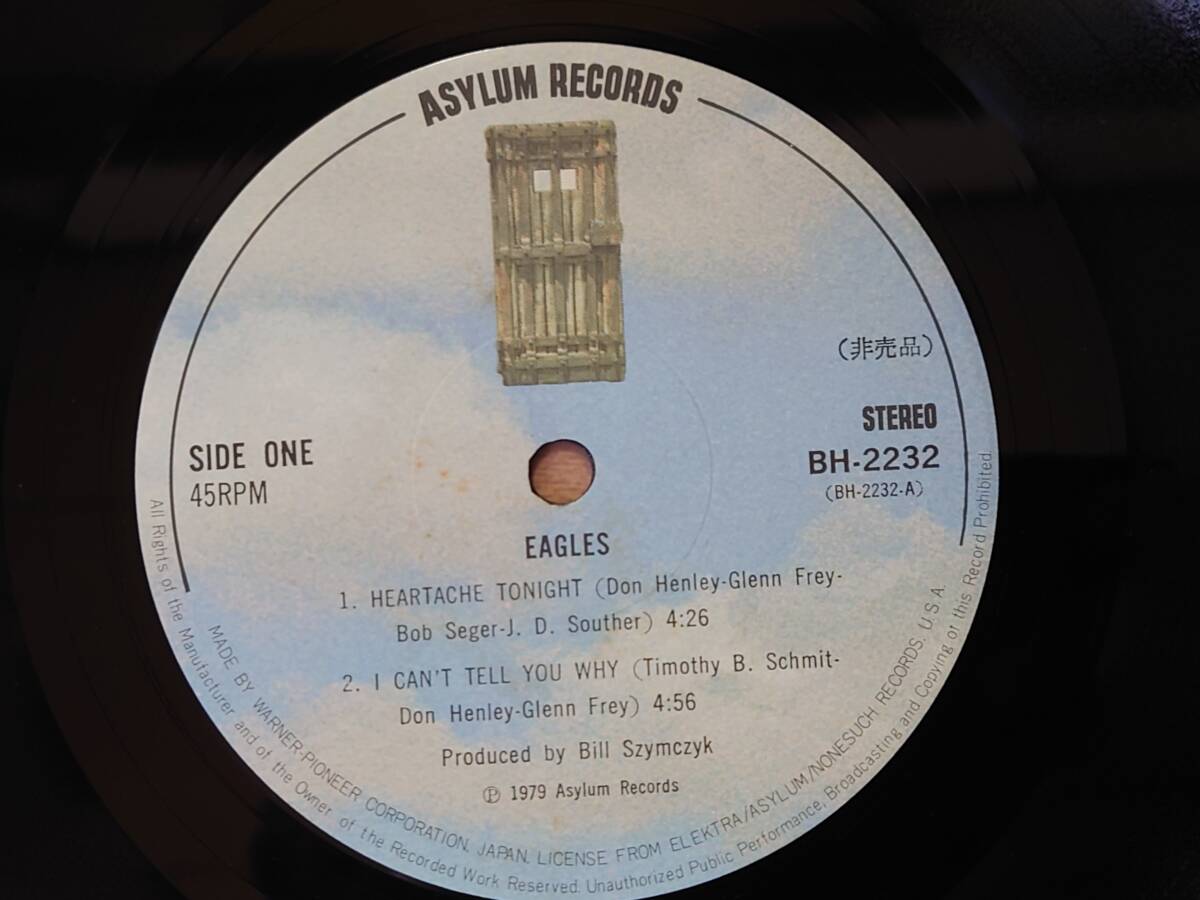 ASYLUM RECORDS
(非売品)
STEREO
BH-2232
(BH-2232-A)
SIDE ONE
45RPM
EAGLES
1. HEARTACHE TONIGHT (Don Henley-Glenn Frey-
Bob Seger-J. D. Souther) 4:26
2. I CAN'T TELL YOU WHY (Timothy B. Schmit-
Don Henley-Glenn Frey) 4:56
Produced by Bill Szymczyk
Ⓟ 1979 Asylum Records
MADE BY WARNER-PIONEER CORPORATION, JAPAN. LICENSE FROM ELEKTRA/ASYLUM/NONESUCH RECORDS, U.S.A.
All Rights of the Manufacturer and of the Owner of the Recorded Work Reserved. Unauthorized Public Performance, Broadcasting and Copying of this Record Prohibited.